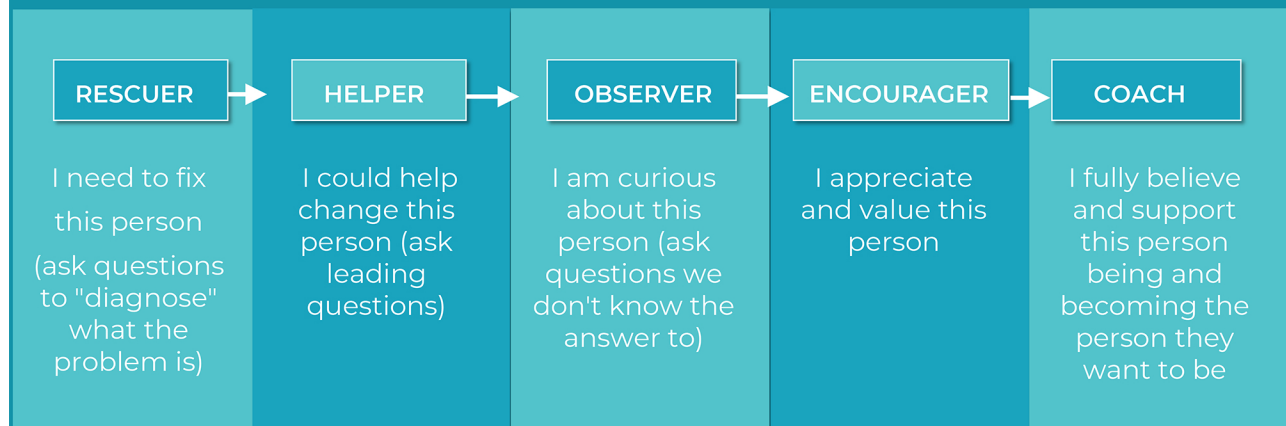 RESCUER
HELPER
OBSERVER
ENCOURAGER
COACH
I need to fix
this person
(ask questions
to "diagnose"
what the
problem is)
I could help
change this
person (ask
leading
questions)
I am curious
about this
person (ask
questions we
don't know the
answer to)
I appreciate
and value this
person
I fully believe
and support
this person
being and
becoming the
person they
want to be